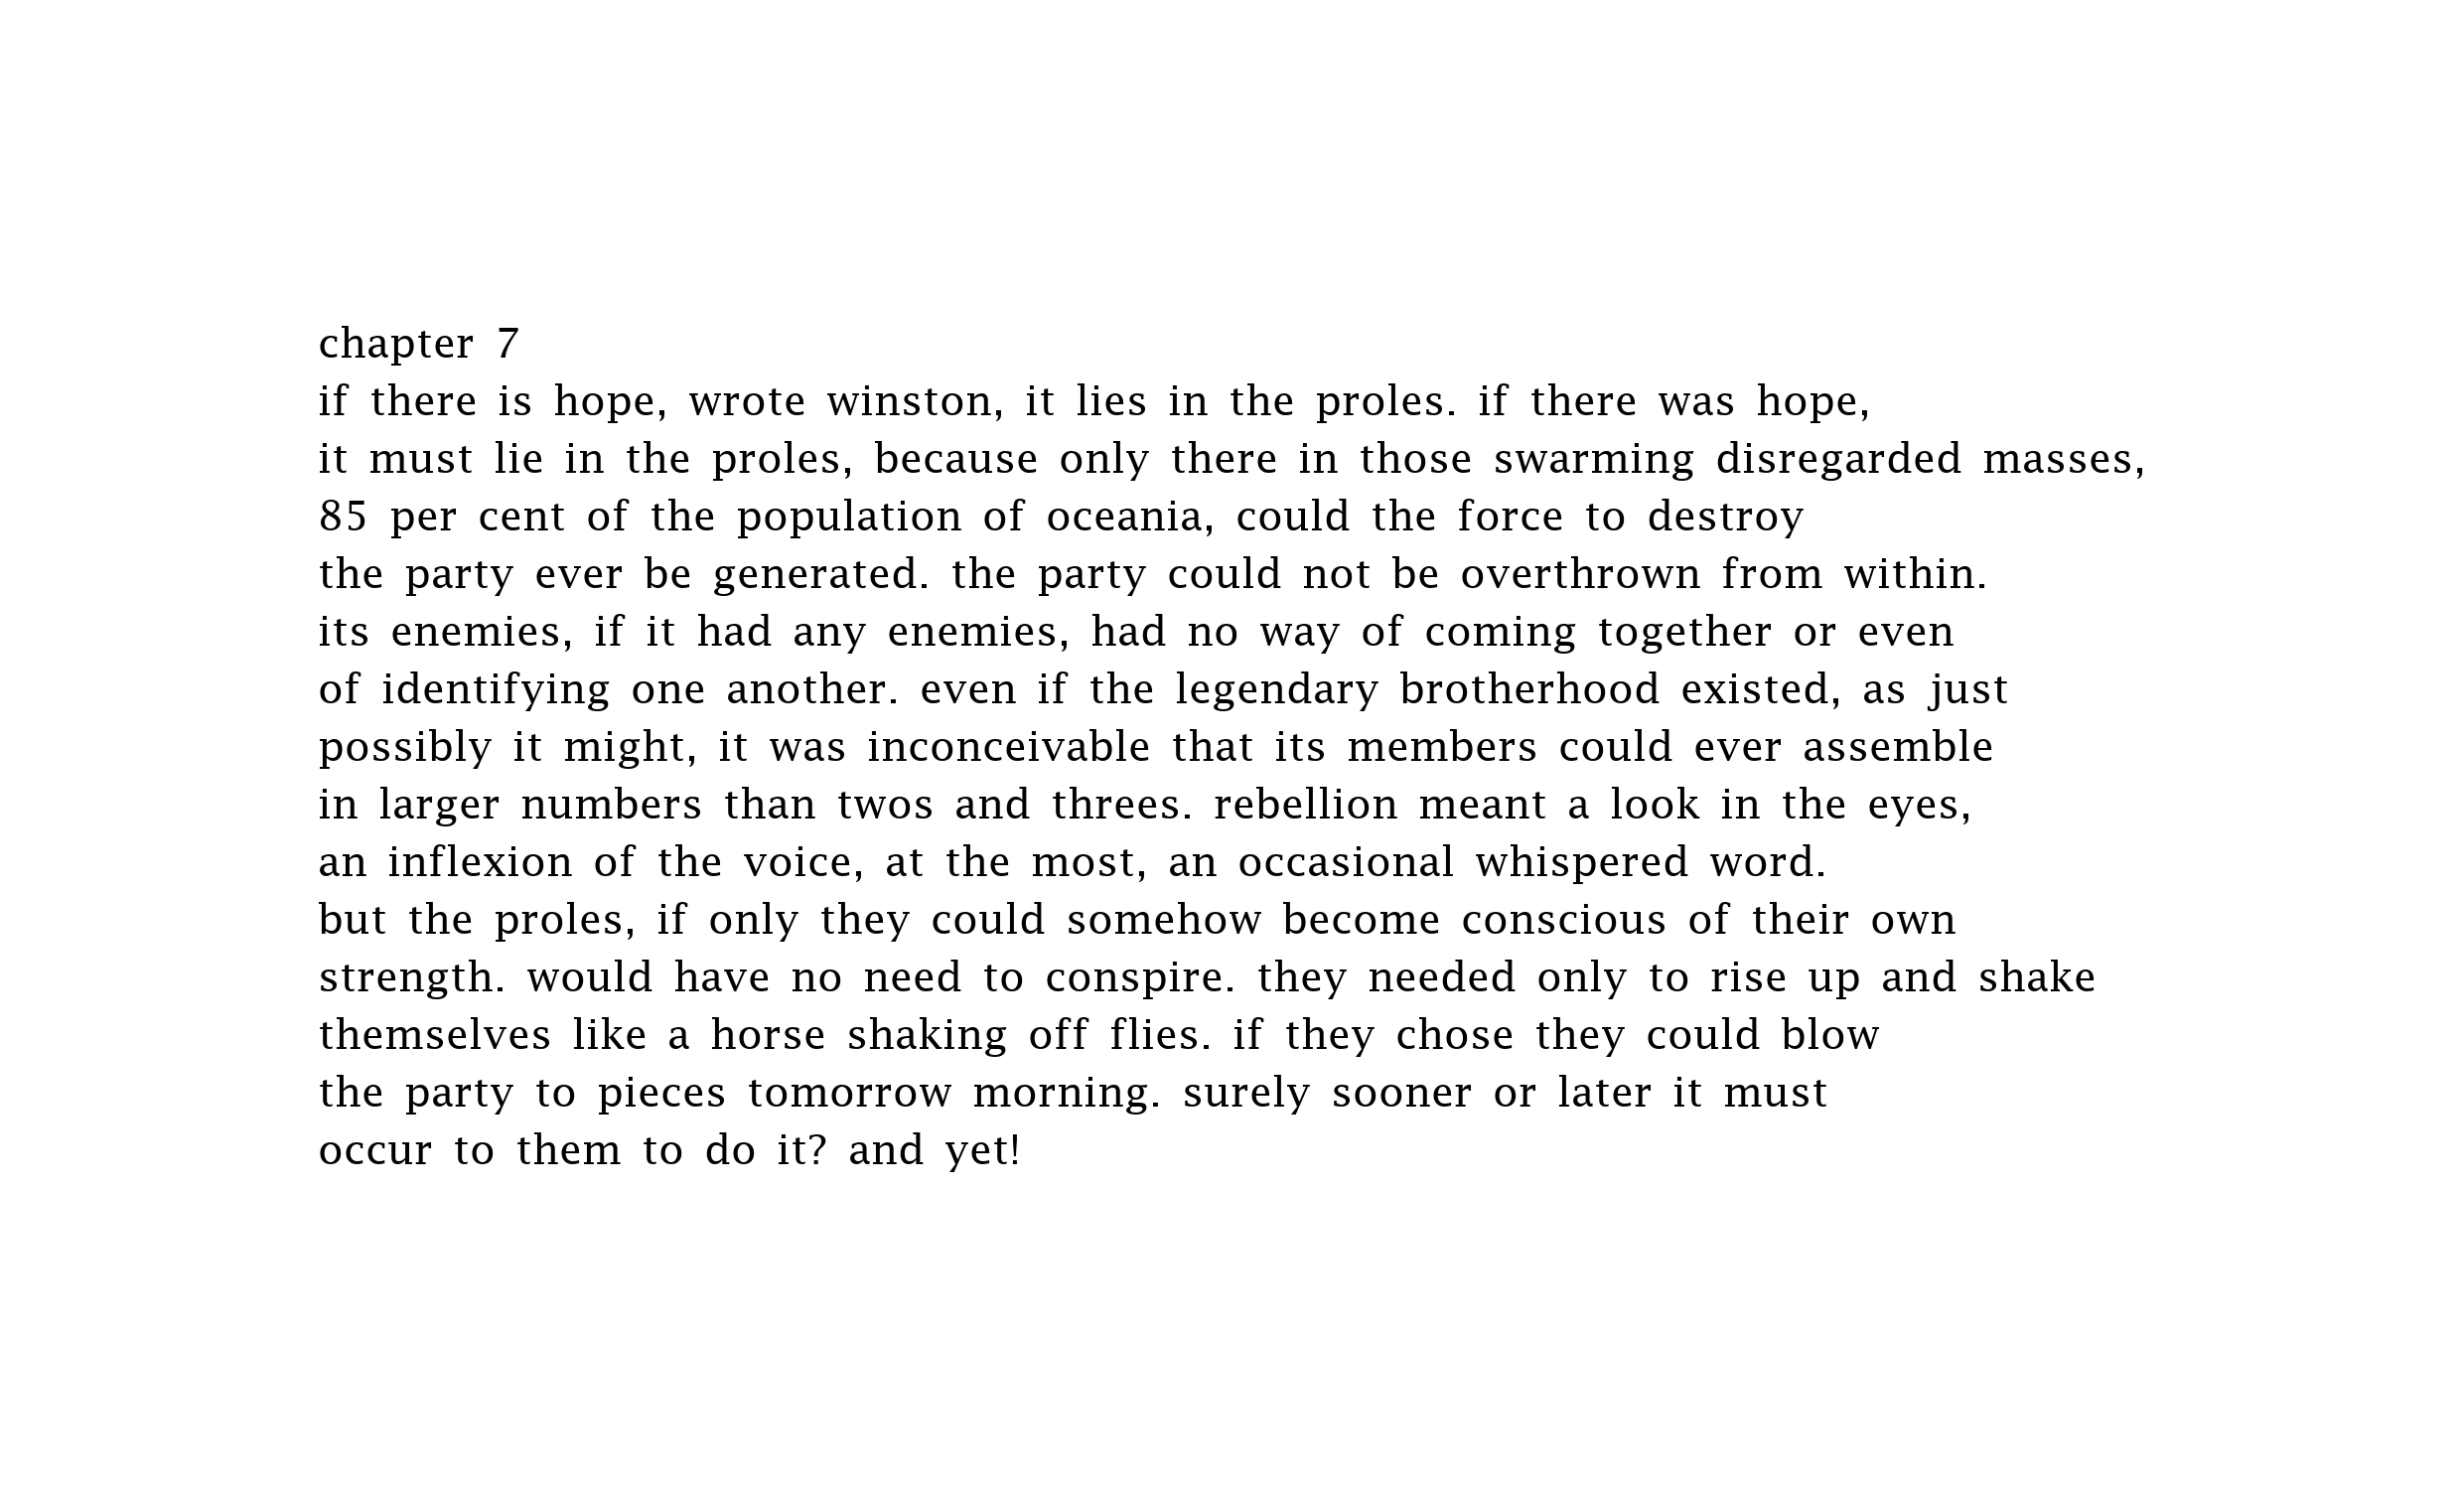 chapter 7
if there is hope, wrote winston, it lies in the proles. if there was hope,
it must lie in the proles, because only there in those swarming disregarded masses,
85 per cent of the population of oceania, could the force to destroy
the party ever be generated. the party could not be overthrown from within.
its enemies, if it had any enemies, had no way of coming together or even
of identifying one another. even if the legendary brotherhood existed, as just
possibly it might, it was inconceivable that its members could ever assemble
in larger numbers than twos and threes. rebellion meant a look in the eyes,
an inflexion of the voice, at the most, an occasional whispered word.
but the proles, if only they could somehow become conscious of their own
strength. would have no need to conspire. they needed only to rise up and shake
themselves like a horse shaking off flies. if they chose they could blow
the party to pieces tomorrow morning. surely sooner or later it must
occur to them to do it? and yet!